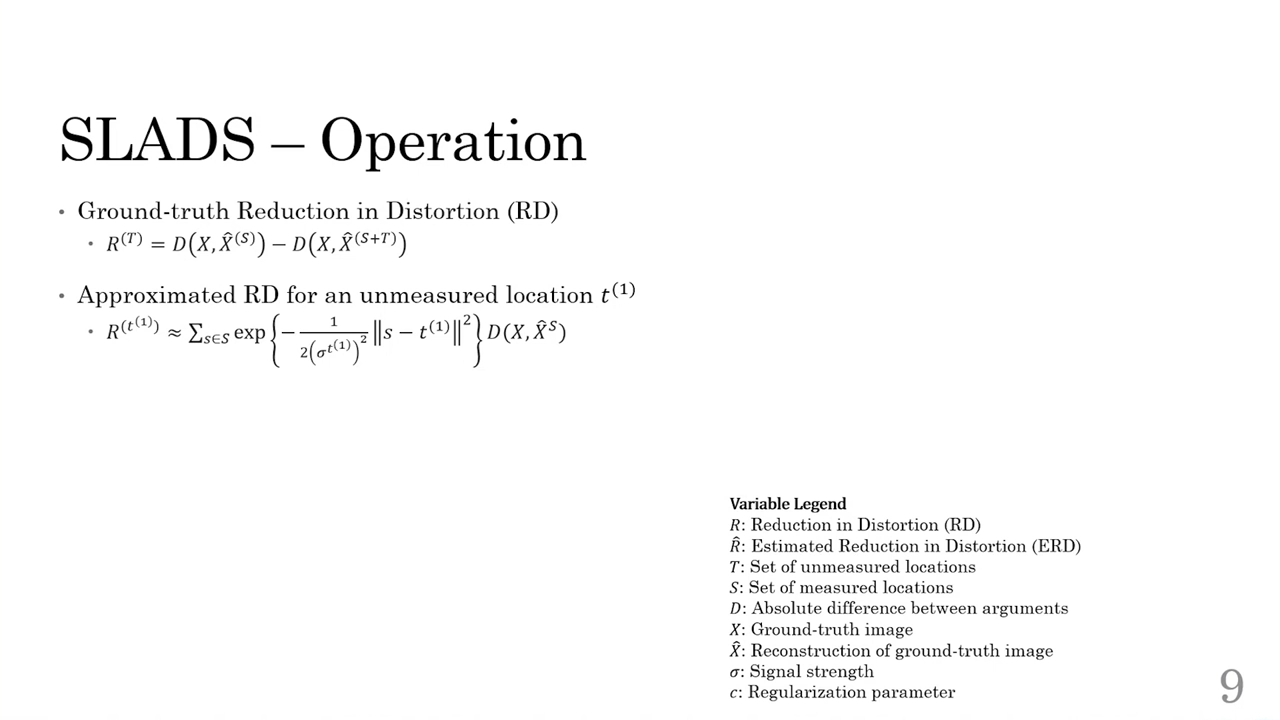 SLADS – Operation
• Ground-truth Reduction in Distortion (RD)
• R^(T) = D(X, X̂^(S)) − D(X, X̂^(S+T))
• Approximated RD for an unmeasured location t^(1)
• R^(t^(1)) ≈ ∑_{s∈S} exp{−1/(2(σ^{t^(1)})^2) ‖s − t^(1)‖^2} D(X, X̂^S)
Variable Legend
R: Reduction in Distortion (RD)
R̂: Estimated Reduction in Distortion (ERD)
T: Set of unmeasured locations
S: Set of measured locations
D: Absolute difference between arguments
X: Ground-truth image
X̂: Reconstruction of ground-truth image
σ: Signal strength
c: Regularization parameter
9